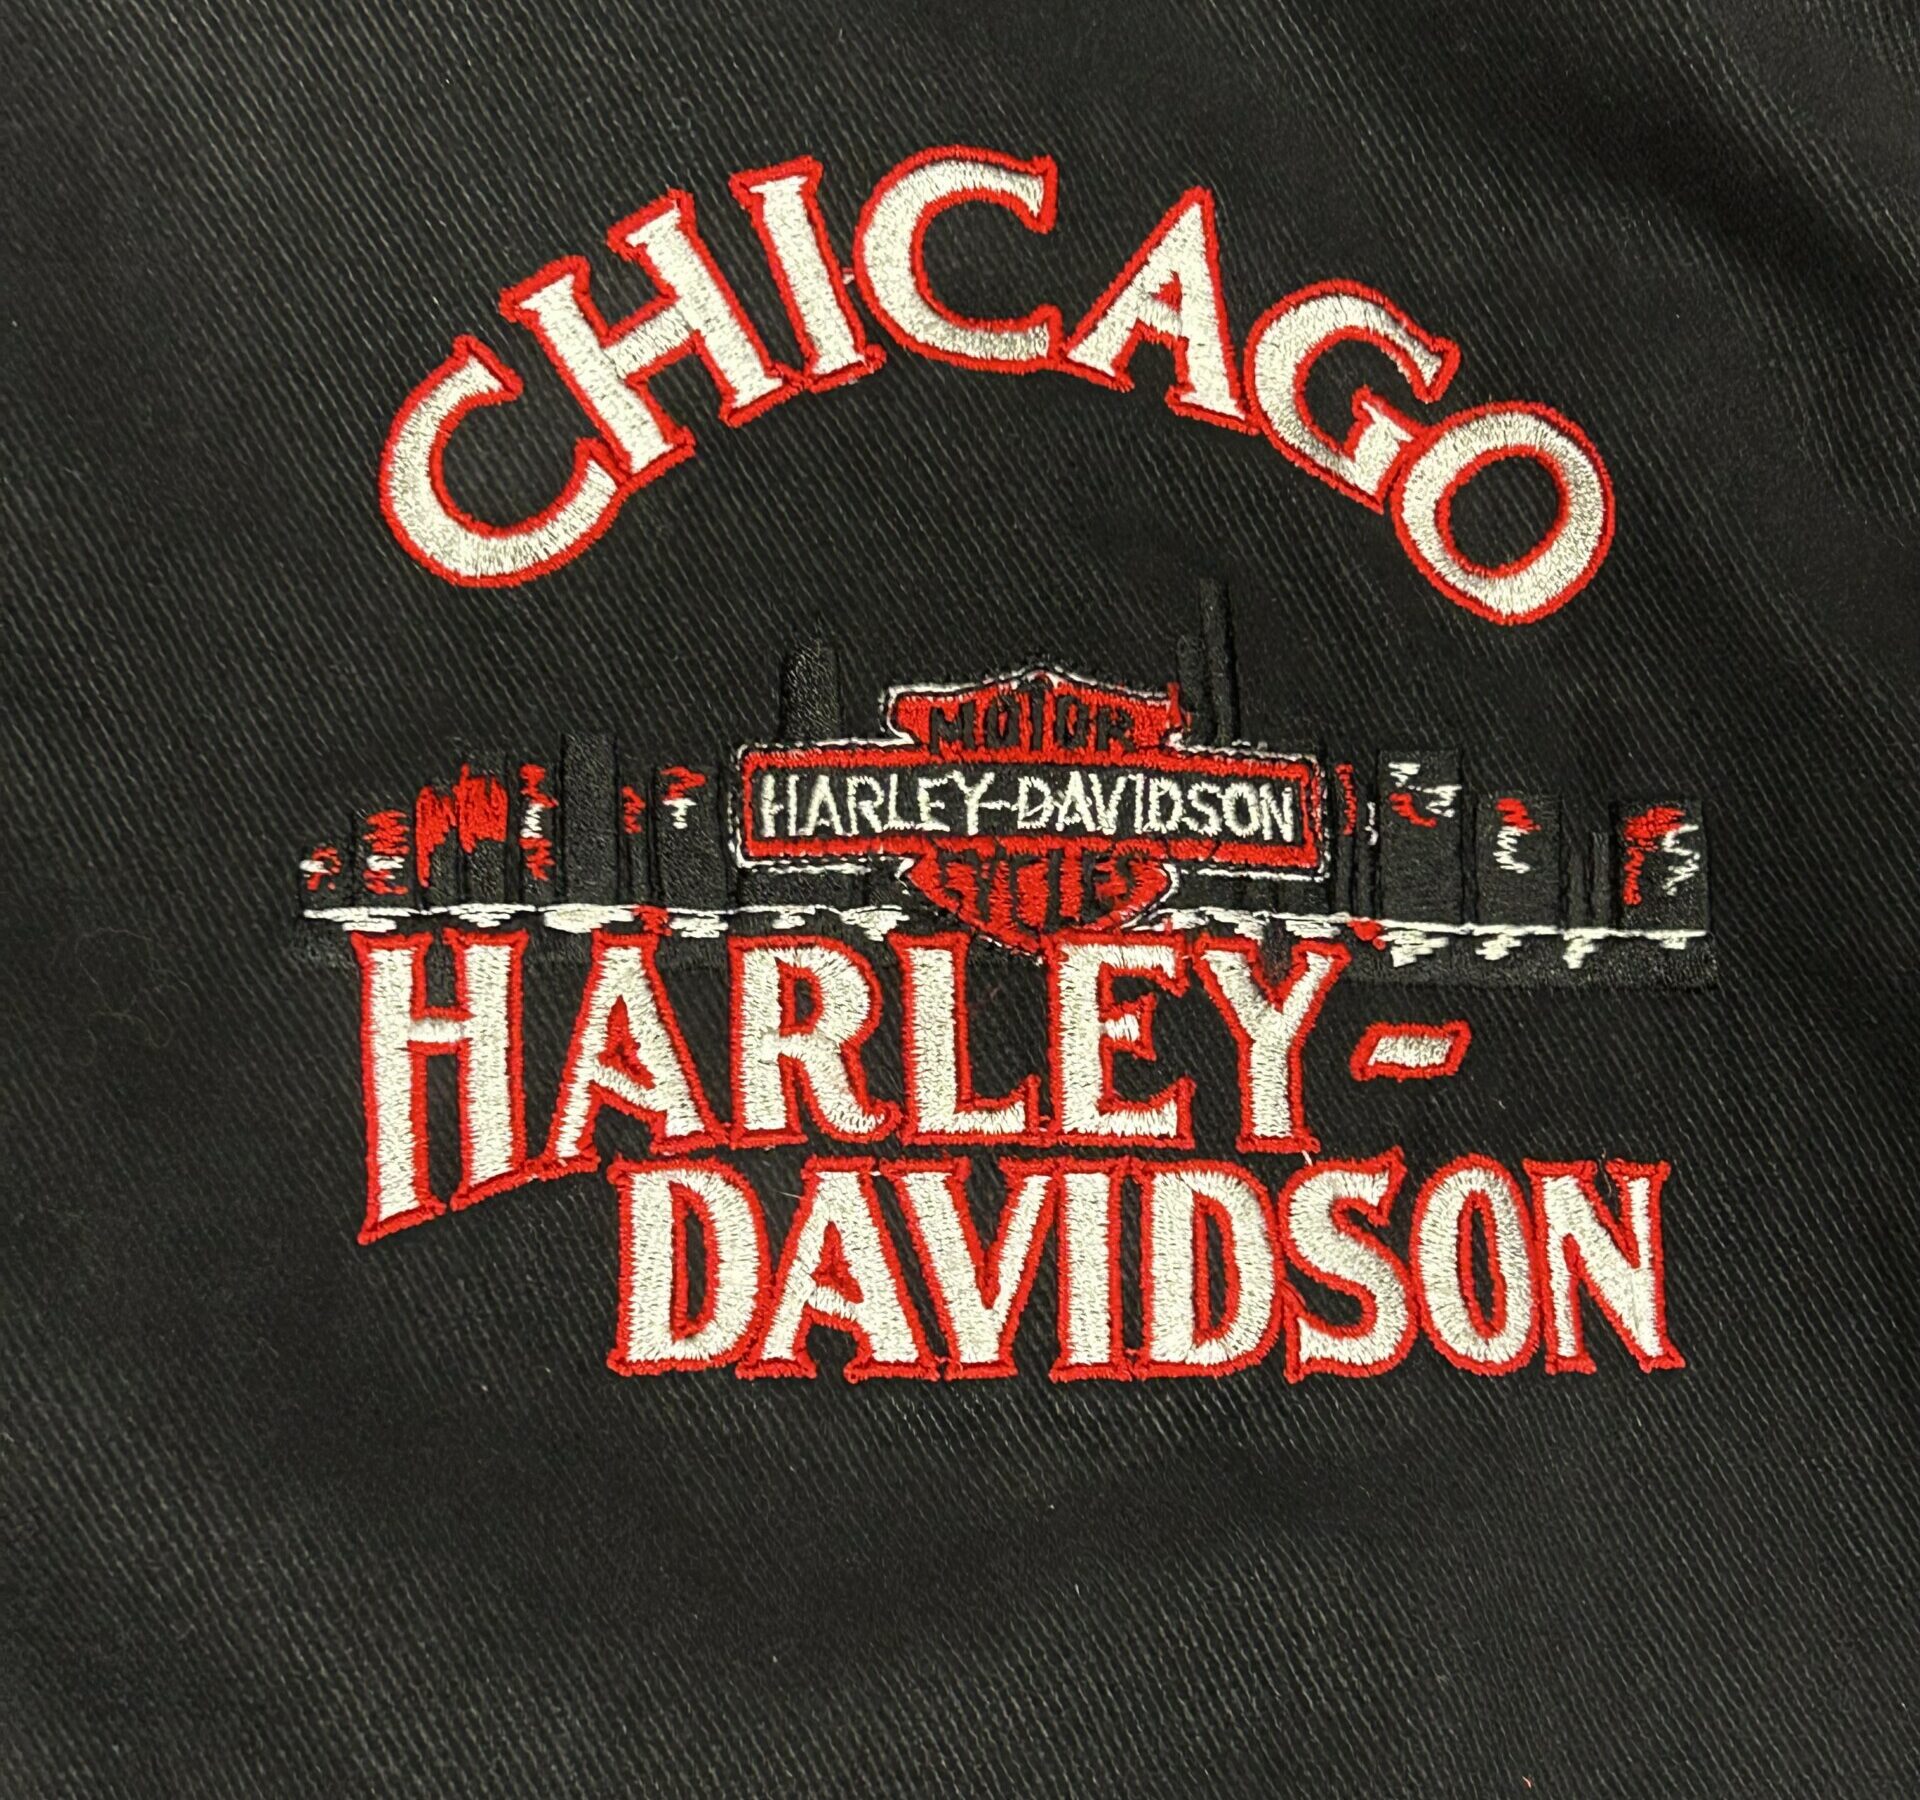 CHICAGO
MOTOR
HARLEY-DAVIDSON
CYCLES
HARLEY-
DAVIDSON